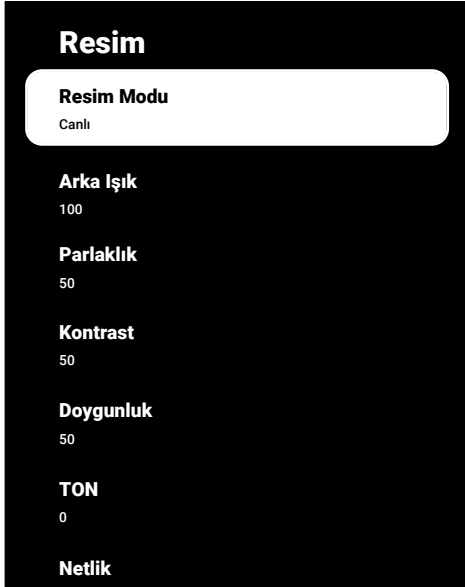 Resim
Resim Modu
Canlı
Arka Işık
100
Parlaklık
50
Kontrast
50
Doygunluk
50
TON
0
Netlik